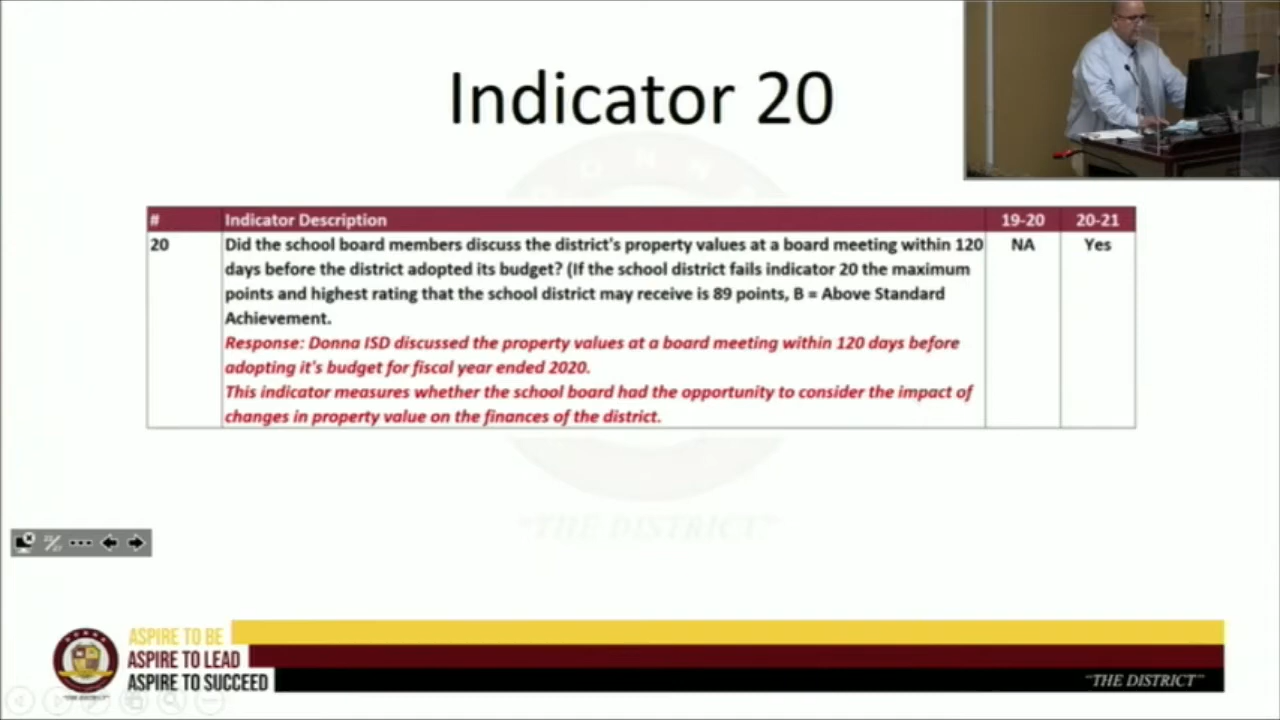 Indicator 20
# Indicator Description 19-20 20-21
20 Did the school board members discuss the district's property values at a board meeting within 120 NA Yes
days before the district adopted its budget? (If the school district fails indicator 20 the maximum
points and highest rating that the school district may receive is 89 points, B = Above Standard
Achievement.
Response: Donna ISD discussed the property values at a board meeting within 120 days before
adopting it's budget for fiscal year ended 2020.
This indicator measures whether the school board had the opportunity to consider the impact of
changes in property value on the finances of the district.
DONNA
"THE DISTRICT"
ASPIRE TO BE
ASPIRE TO LEAD
ASPIRE TO SUCCEED
"THE DISTRICT"
DONNA
"THE DISTRICT"